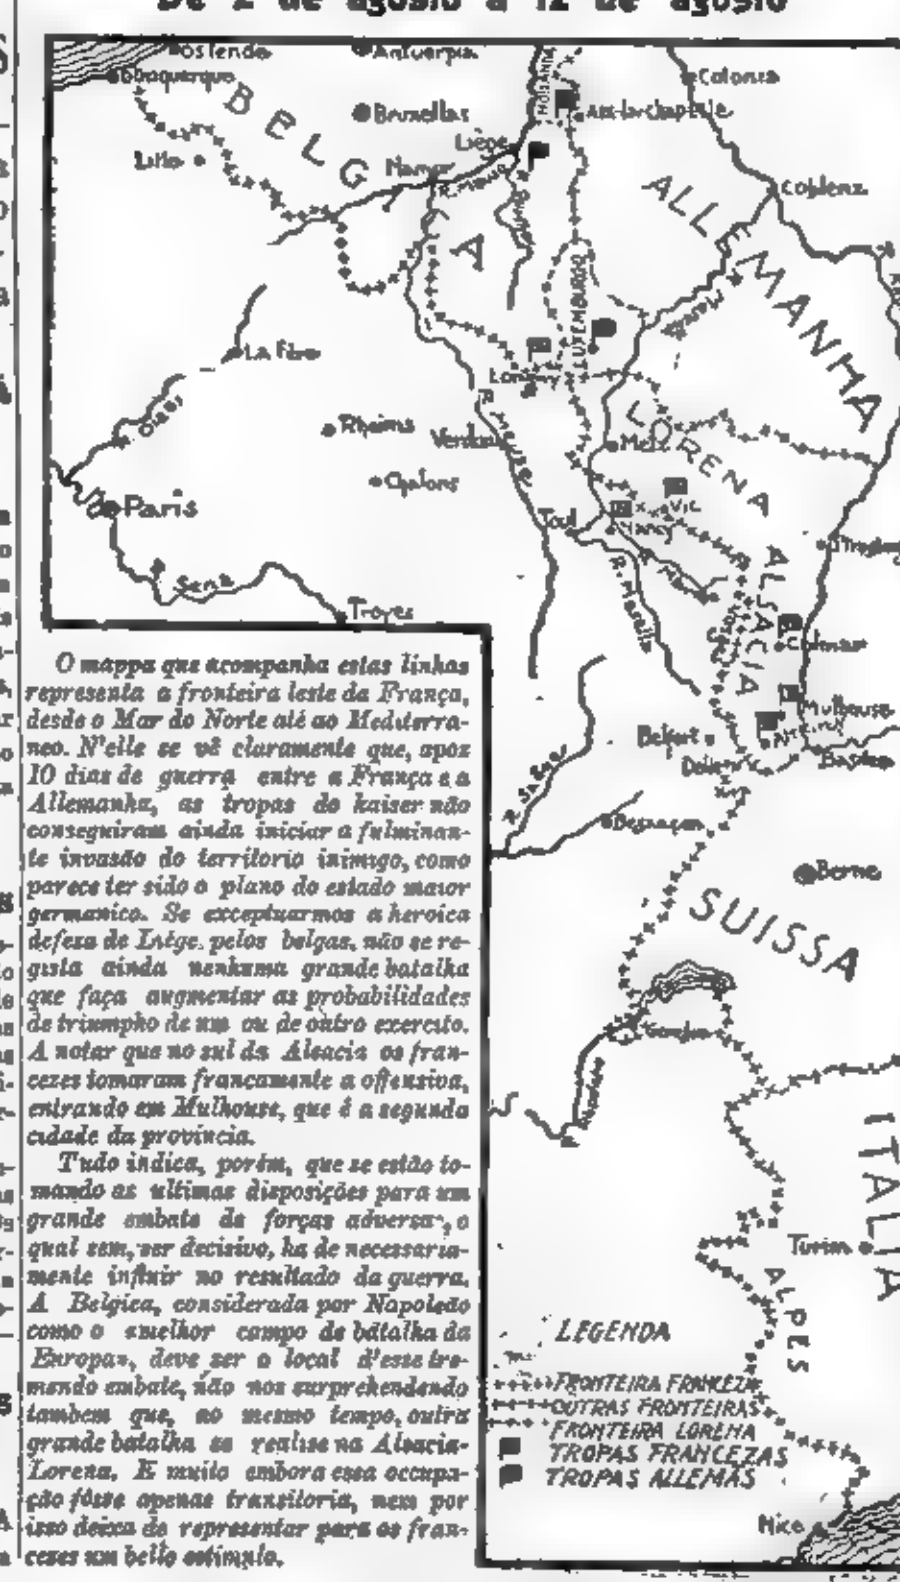 De 2 de agosto a 12 de agosto
Ostende
Antuerpia
Colonia
HOLLANDA
Bruxellas
Aix-la-Chapelle
BELG
A
Liège
Lille
Namur
R. Meuse
Coblenz
ALLEMANHA
LUXEMBURGO
LA Fère
Longwy
R. Meuse
Oise
Rheims
Verdun
LORENA
Metz
Chalons
Vic
Paris
Toul
Nancy
Sena
Troyes
R. Moselle
ALSACIA
Colmar
Mulhouse
Belfort
Delle
Besançon
Berne
SUISSA
ITALIA
Turim
ALPES
Nice
O mappa que acompanha estas linhas
representa a fronteira leste da França,
desde o Mar do Norte até ao Mediterra-
neo. N'elle se vê claramente que, apoz
10 dias de guerra entre a França e a
Allemanha, as tropas do kaiser não
conseguiram ainda iniciar a fulminan-
te invasão do territorio inimigo, como
parece ter sido o plano do estado maior
germanico. Se exceptuarmos a heroica
defeza de Liége, pelos belgas, não se re-
gista ainda nenhuma grande batalha
que faça augmentar as probabilidades
de triumpho de um ou de outro exercito.
A notar que no sul da Alsacia os fran-
cezes tomaram francamente a offensiva,
entrando em Mulhouse, que é a segunda
cidade da provincia.
Tudo indica, porém, que se estão to-
mando as ultimas disposições para um
grande embate de forças adversas, o
qual sem, ser decisivo, ha de necessaria-
mente influir no resultado da guerra.
A Belgica, considerada por Napoleão
como o «melhor campo de batalha da
Europa», deve ser o local d'esse tre-
mendo embate, não nos surprehendendo
tambem que, ao mesmo tempo, outra
grande batalha se realise na Alsacia-
Lorena. E muito embora essa occupa-
ção fôsse apenas transitoria, nem por
isso deixa de representar para os fran-
cezes um bello estimulo.
LEGENDA
FRONTEIRA FRANCEZA
OUTRAS FRONTEIRAS
FRONTEIRA LORENA
TROPAS FRANCEZAS
TROPAS ALLEMÃS